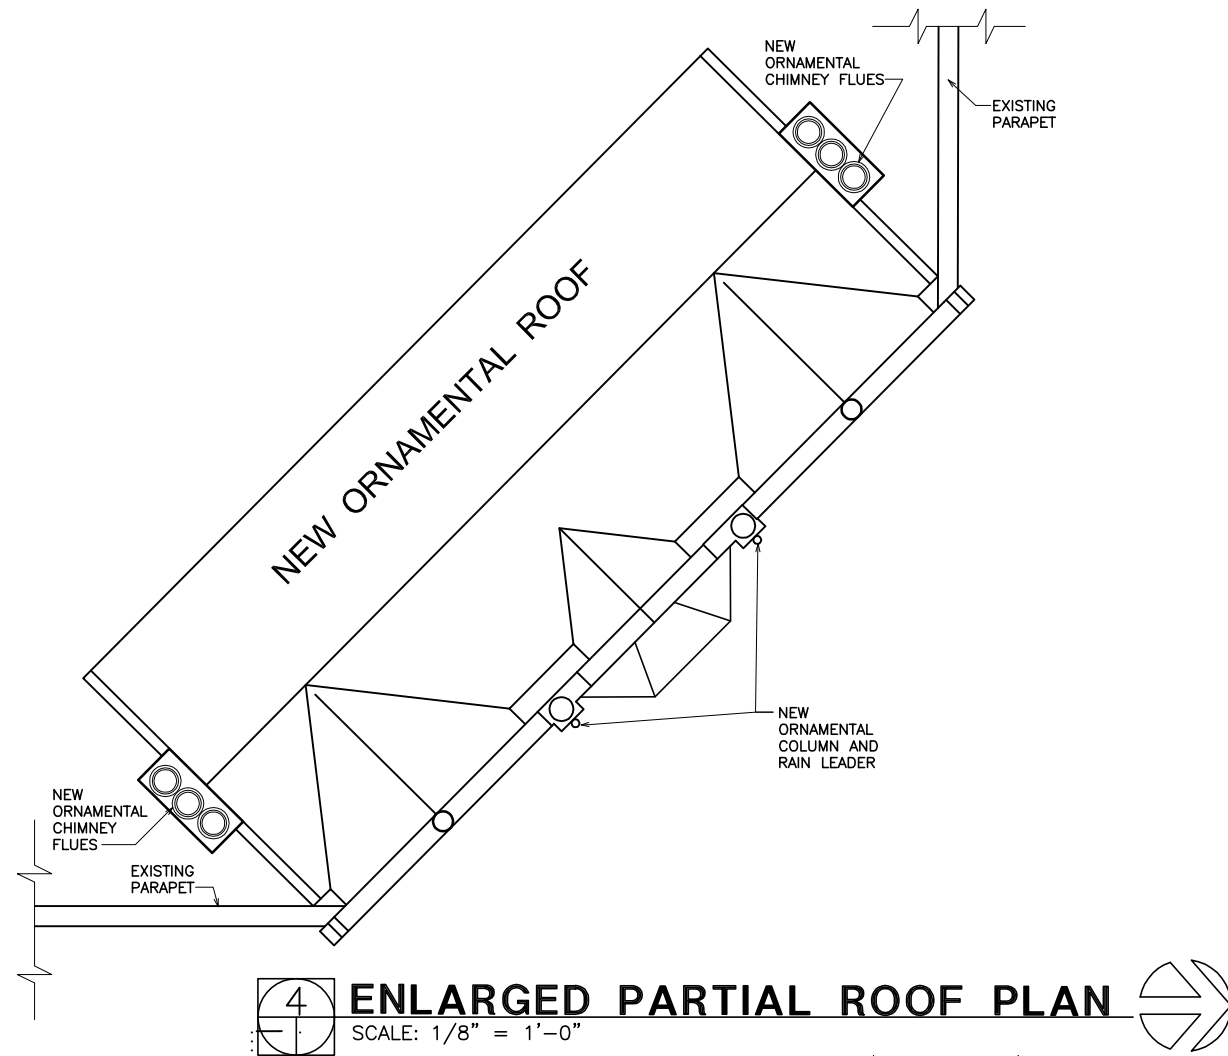 NEW
ORNAMENTAL
CHIMNEY FLUES
EXISTING
PARAPET
NEW ORNAMENTAL ROOF
NEW
ORNAMENTAL
COLUMN AND
RAIN LEADER
NEW
ORNAMENTAL
CHIMNEY
FLUES
EXISTING
PARAPET
4
ENLARGED PARTIAL ROOF PLAN
SCALE: 1/8" = 1'-0"